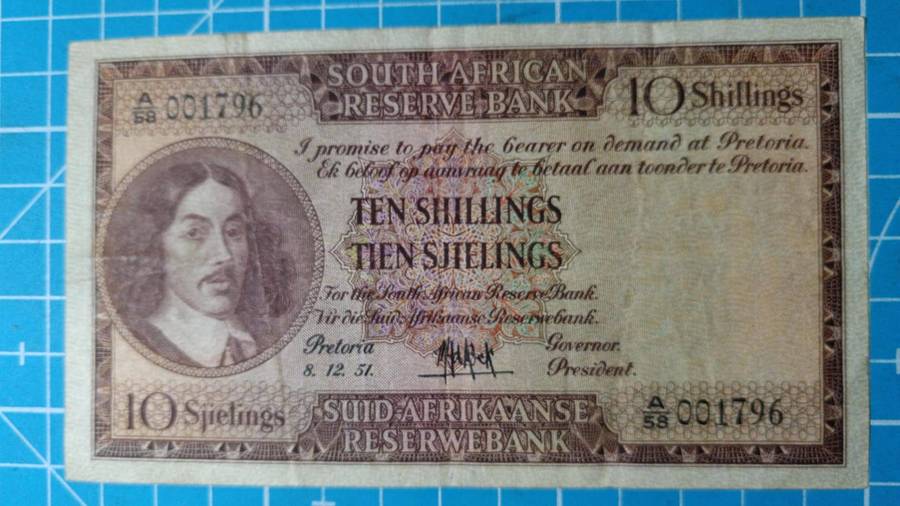 SOUTH AFRICAN
RESERVE BANK
A/58 001796
10 Shillings
I promise to pay the bearer on demand at Pretoria.
Ek beloof op aanvraag te betaal aan toonder te Pretoria.
TEN SHILLINGS
TIEN SJIELINGS
For the South African Reserve Bank.
Vir die Suid-Afrikaanse Reserwebank.
Pretoria
8. 12. 51.
Governor.
President.
10 Sjielings
SUID-AFRIKAANSE
RESERWEBANK
A/58 001796